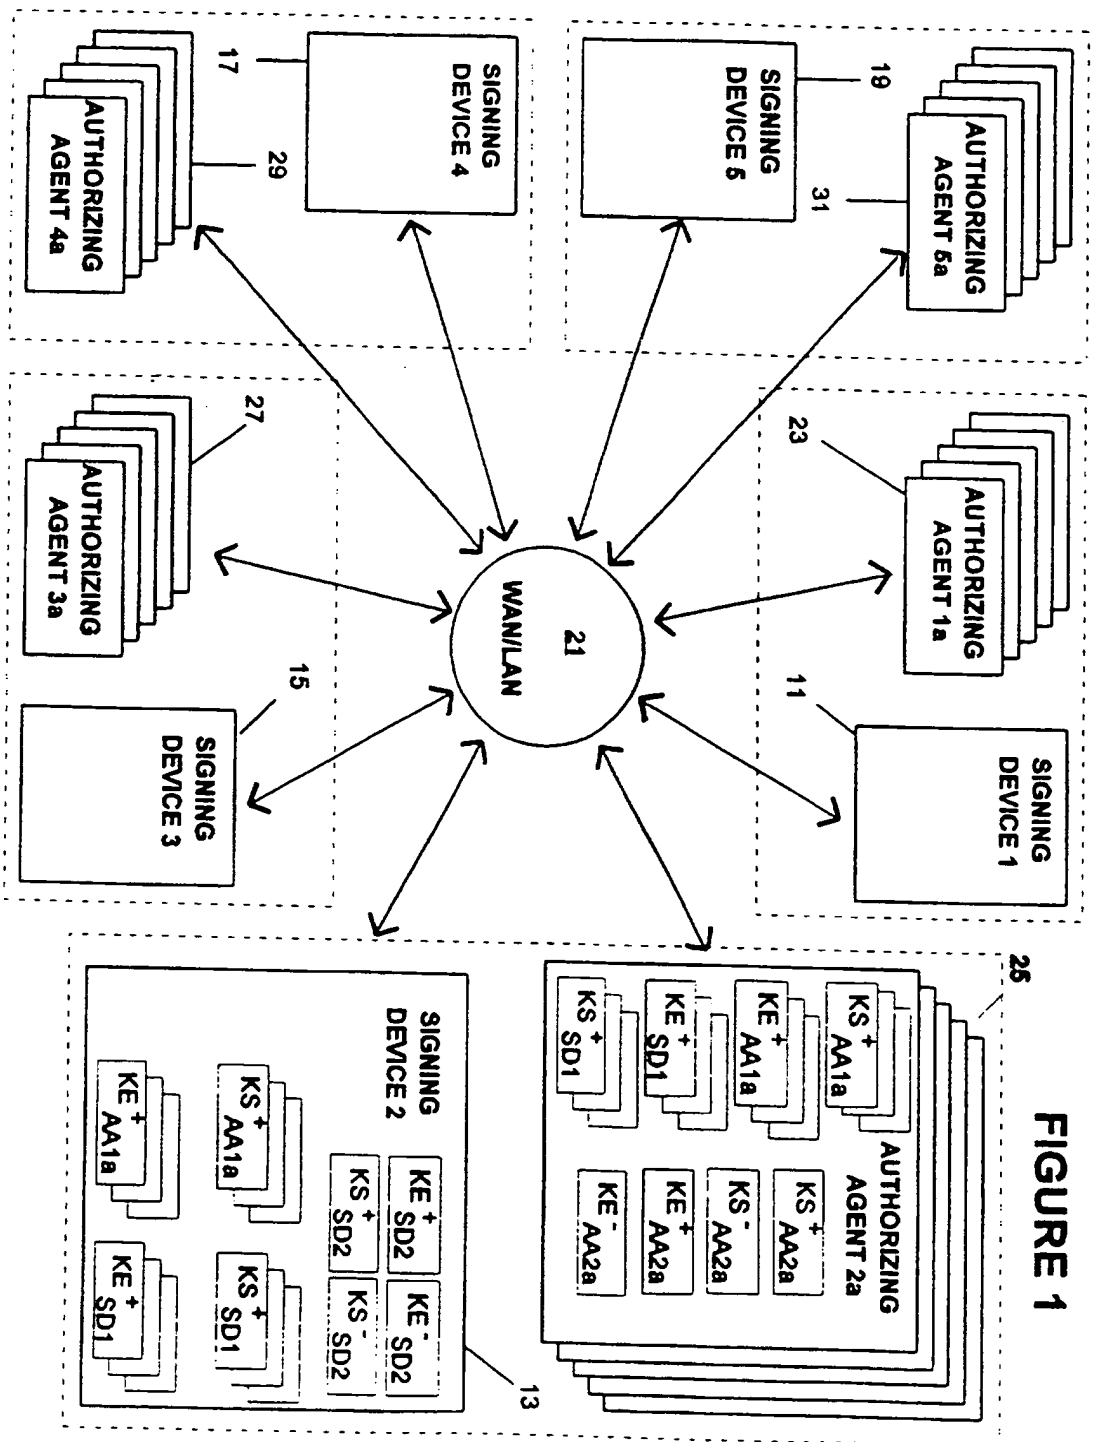 FIGURE 1
25
AUTHORIZING
AGENT 5a
31
19
SIGNING
DEVICE 5
SIGNING
DEVICE 4
17
29
AUTHORIZING
AGENT 4a
AUTHORIZING
AGENT 1a
23
11
SIGNING
DEVICE 1
21
WAN/LAN
27
AUTHORIZING
AGENT 3a
15
SIGNING
DEVICE 3
AUTHORIZING
AGENT 2a
KS+
AA1a
KE+
AA1a
KE+
SD1
KS+
SD1
KS+
AA2a
KS-
AA2a
KE+
AA2a
KE-
AA2a
13
SIGNING
DEVICE 2
KE+
SD2
KE-
SD2
KS+
SD2
KS-
SD2
KS+
AA1a
KS+
SD1
KE+
AA1a
KE+
SD1